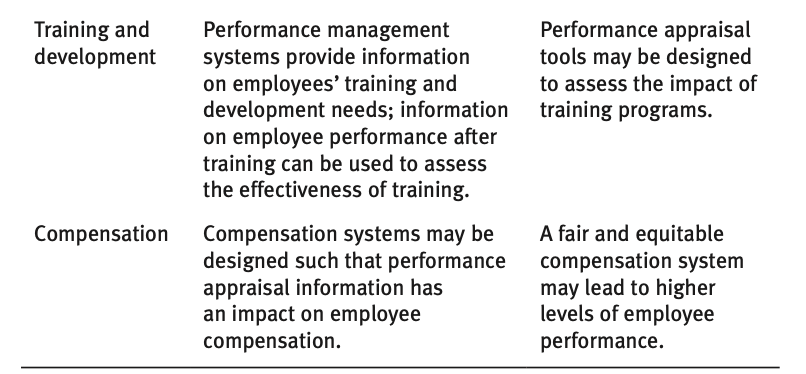 Training and
development
Performance management
systems provide information
on employees’ training and
development needs; information
on employee performance after
training can be used to assess
the effectiveness of training.
Performance appraisal
tools may be designed
to assess the impact of
training programs.
Compensation
Compensation systems may be
designed such that performance
appraisal information has
an impact on employee
compensation.
A fair and equitable
compensation system
may lead to higher
levels of employee
performance.